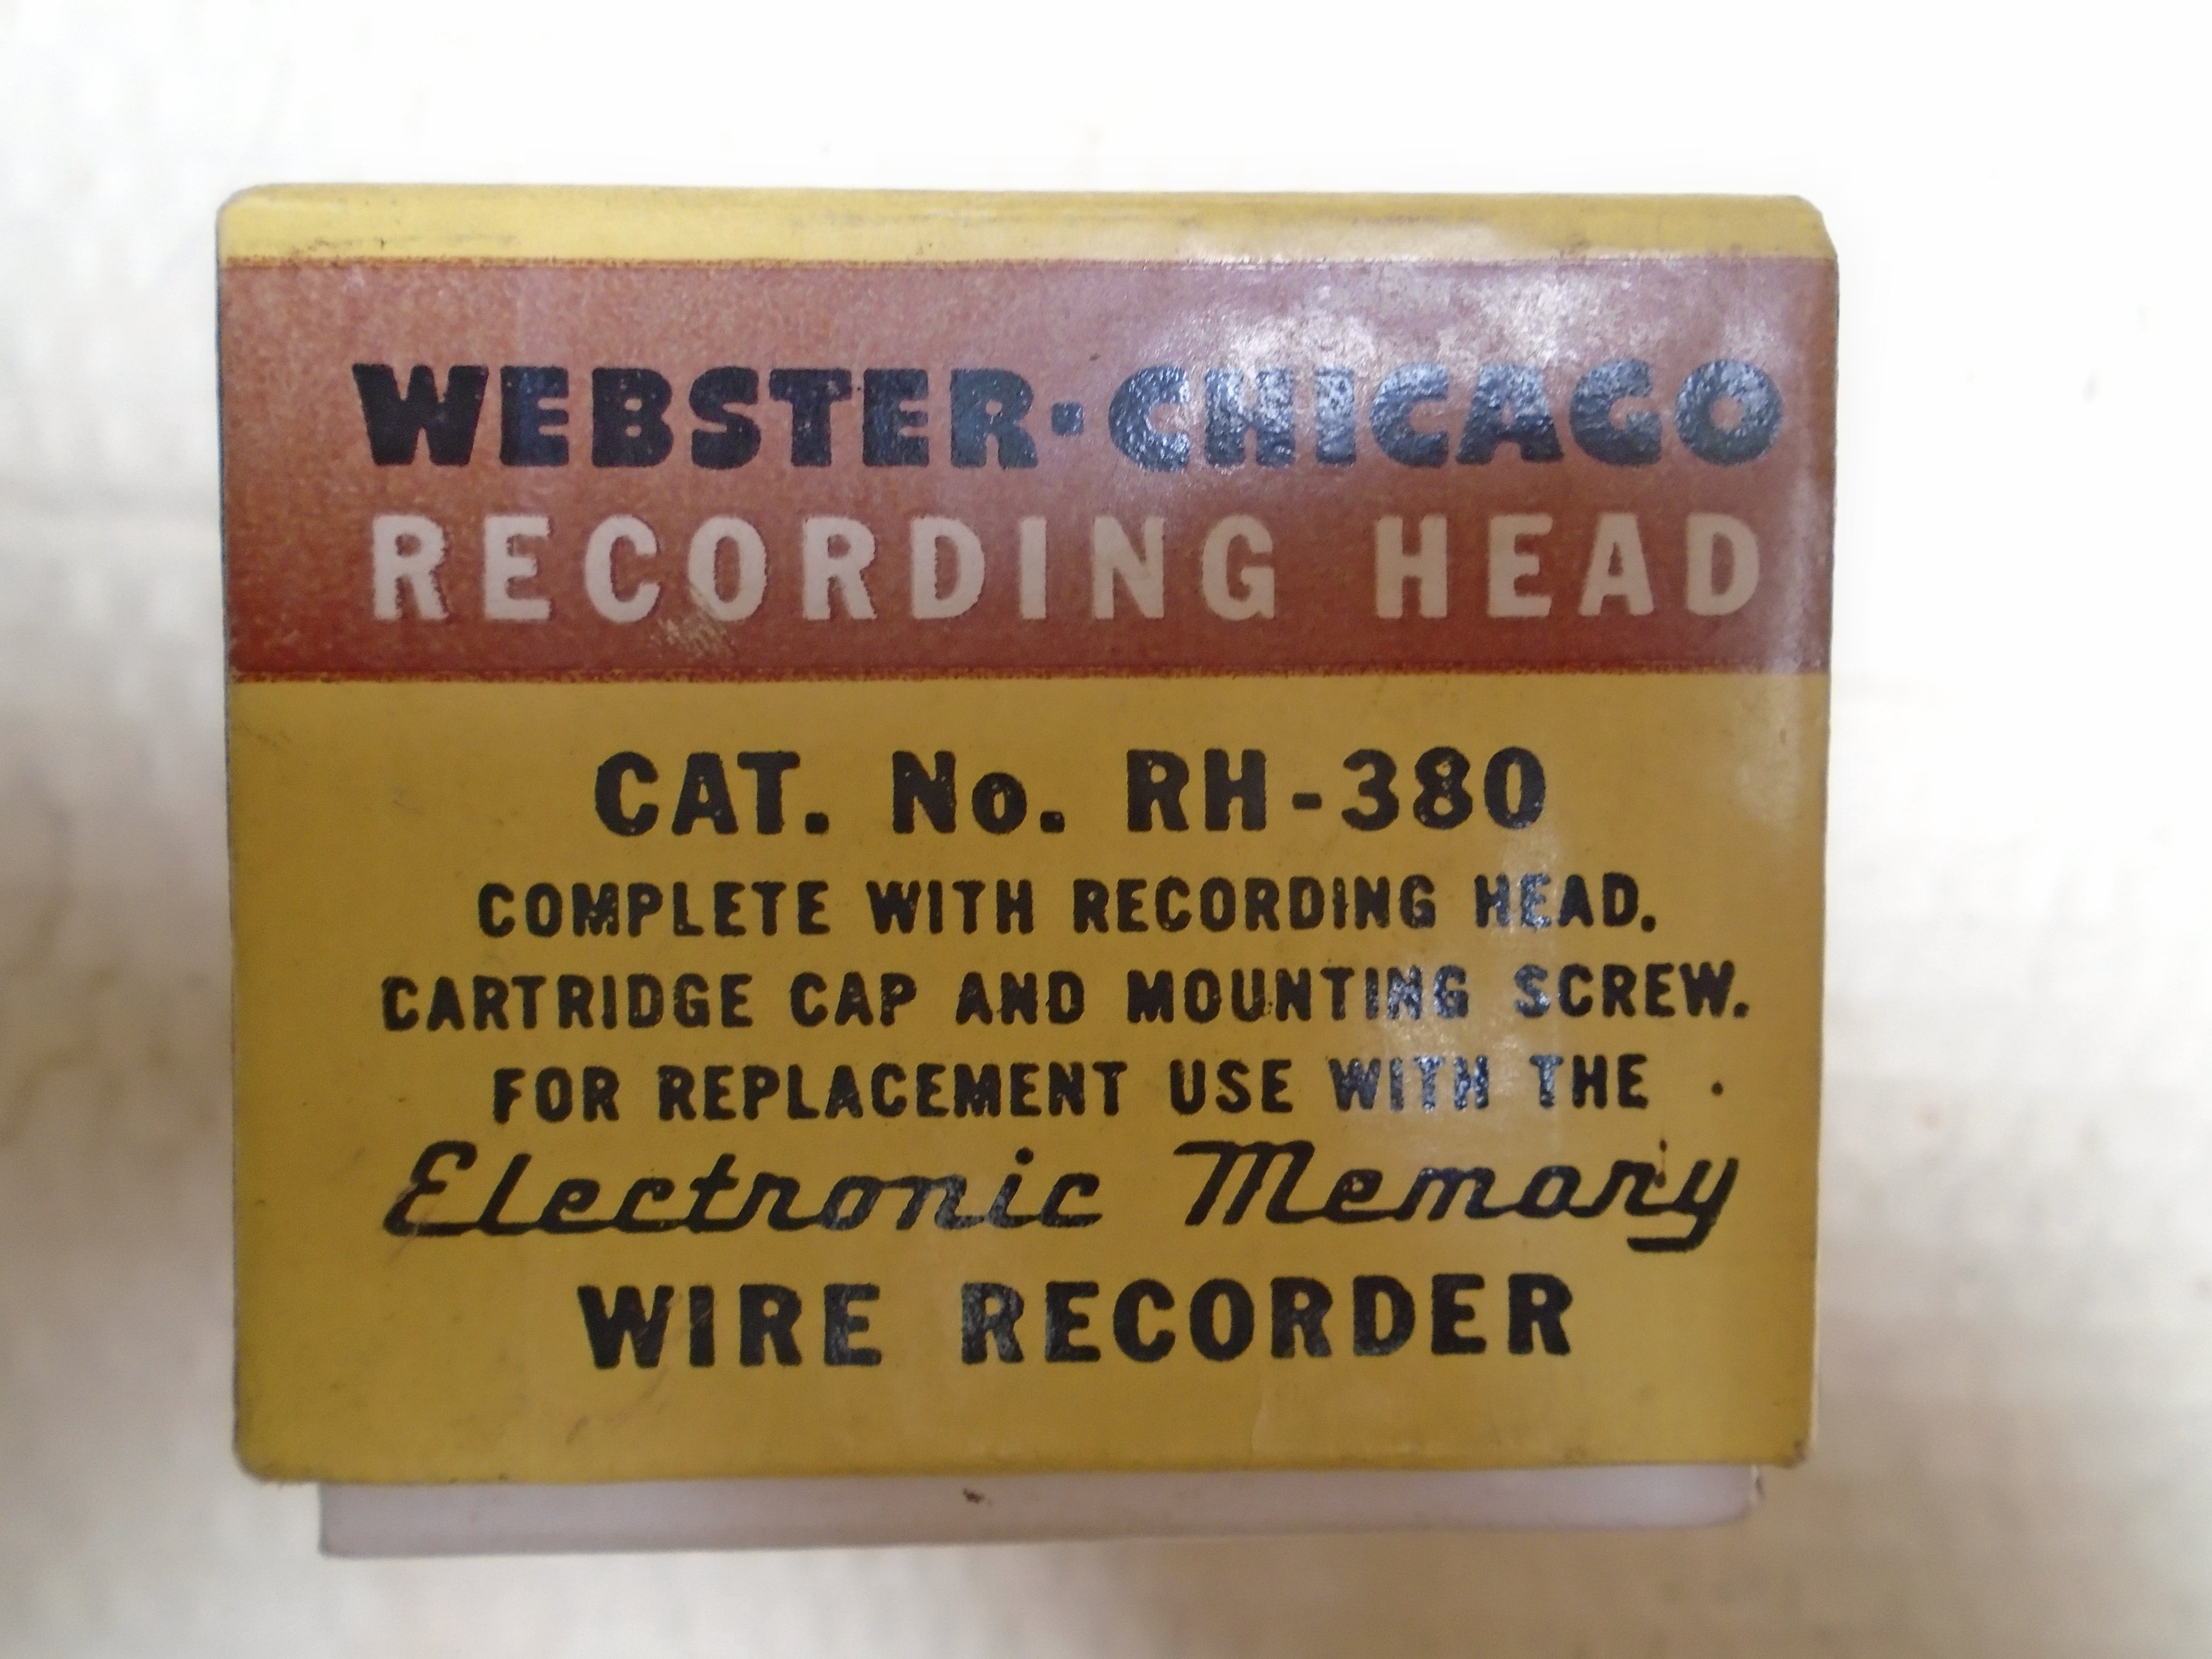 WEBSTER·CHICAGO
RECORDING HEAD
CAT. No. RH-380
COMPLETE WITH RECORDING HEAD.
CARTRIDGE CAP AND MOUNTING SCREW.
FOR REPLACEMENT USE WITH THE
Electronic Memory
WIRE RECORDER